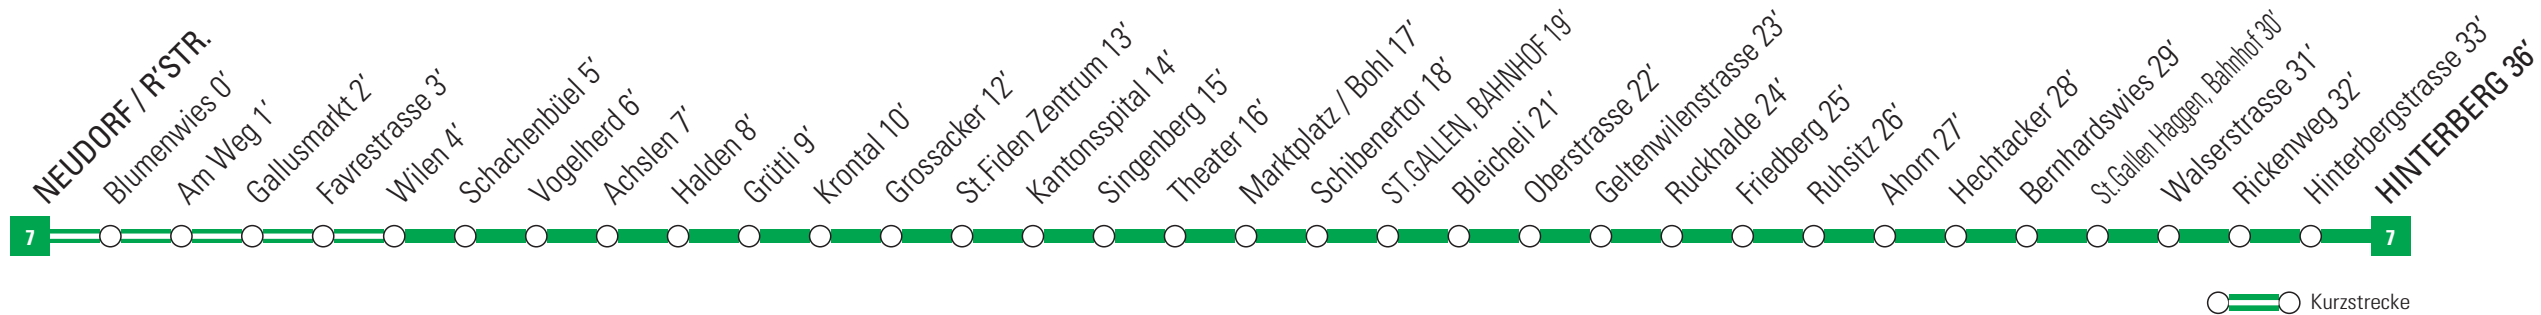 NEUDORF / R'STR.
Blumenwies 0'
Am Weg 1'
Gallusmarkt 2'
Favrestrasse 3'
Wilen 4'
Schachenbüel 5'
Vogelherd 6'
Achslen 7'
Halden 8'
Grütli 9'
Krontal 10'
Grossacker 12'
St.Fiden Zentrum 13'
Kantonsspital 14'
Singenberg 15'
Theater 16'
Marktplatz / Bohl 17'
Schibenertor 18'
ST.GALLEN, BAHNHOF 19'
Bleicheli 21'
Oberstrasse 22'
Geltenwilenstrasse 23'
Ruckhalde 24'
Friedberg 25'
Ruhsitz 26'
Ahorn 27'
Hechtacker 28'
Bernhardswies 29'
St.Gallen Haggen, Bahnhof 30'
Walserstrasse 31'
Rickenweg 32'
Hinterbergstrasse 33'
HINTERBERG 36'
7
7
Kurzstrecke